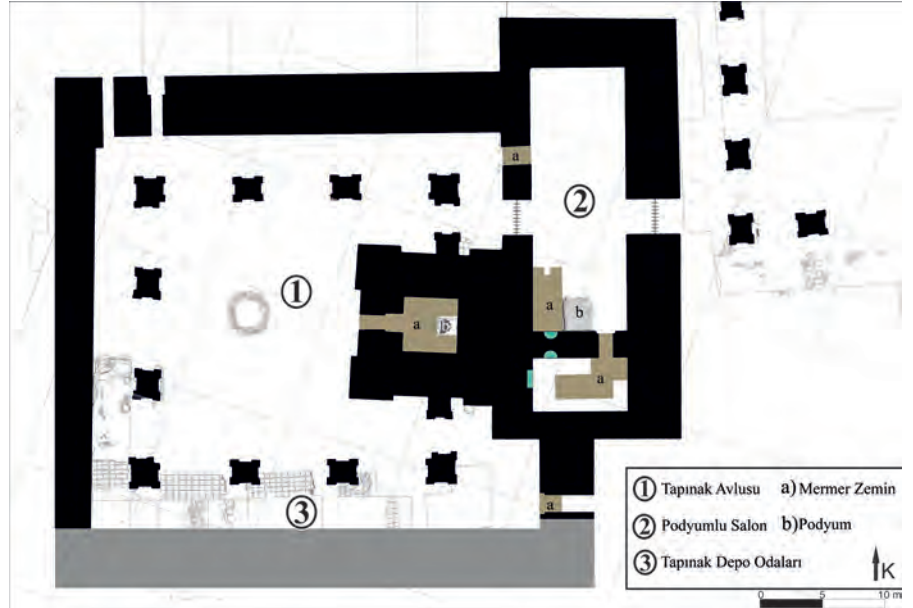 a
2
1
a
b
a
b
a
3
a
1 Tapınak Avlusu a) Mermer Zemin
2 Podyumlu Salon b) Podyum
3 Tapınak Depo Odaları
K
0 5 10 m